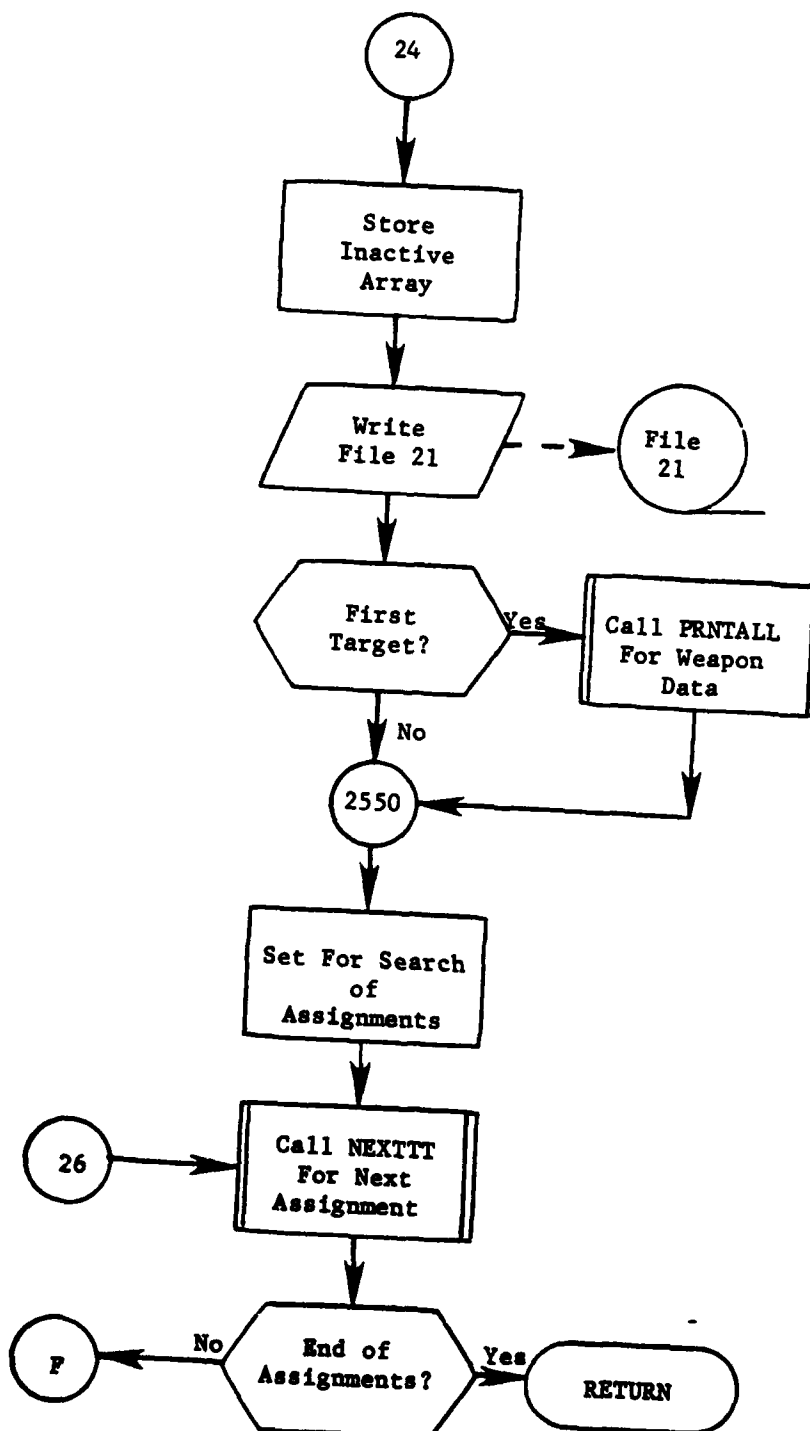 24
Store
Inactive
Array
Write
File 21
File
21
First
Target?
Yes
Call PRNTALL
For Weapon
Data
No
2550
Set For Search
of
Assignments
26
Call NEXTTT
For Next
Assignment
F
No
End of
Assignments?
Yes
RETURN